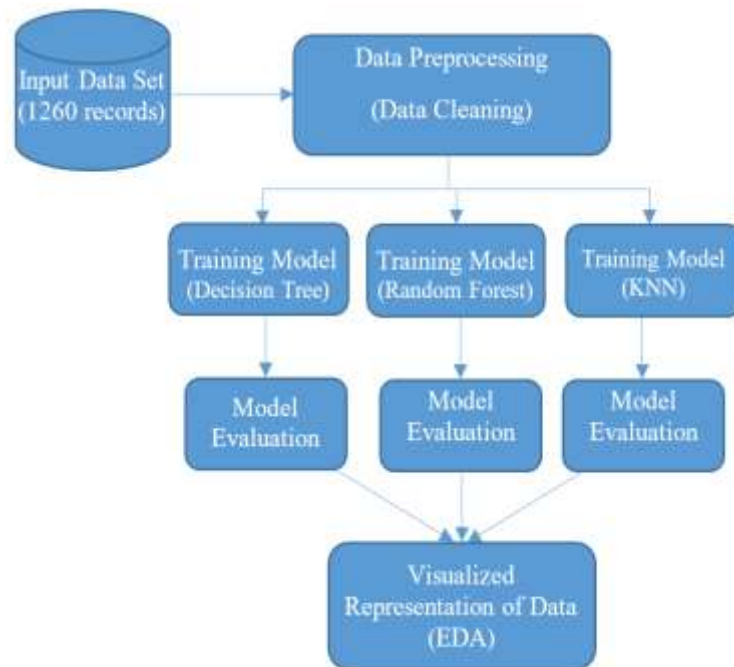 Input Data Set
(1260 records)
Data Preprocessing
(Data Cleaning)
Training Model
(Decision Tree)
Training Model
(Random Forest)
Training Model
(KNN)
Model
Evaluation
Model
Evaluation
Model
Evaluation
Visualized
Representation of Data
(EDA)